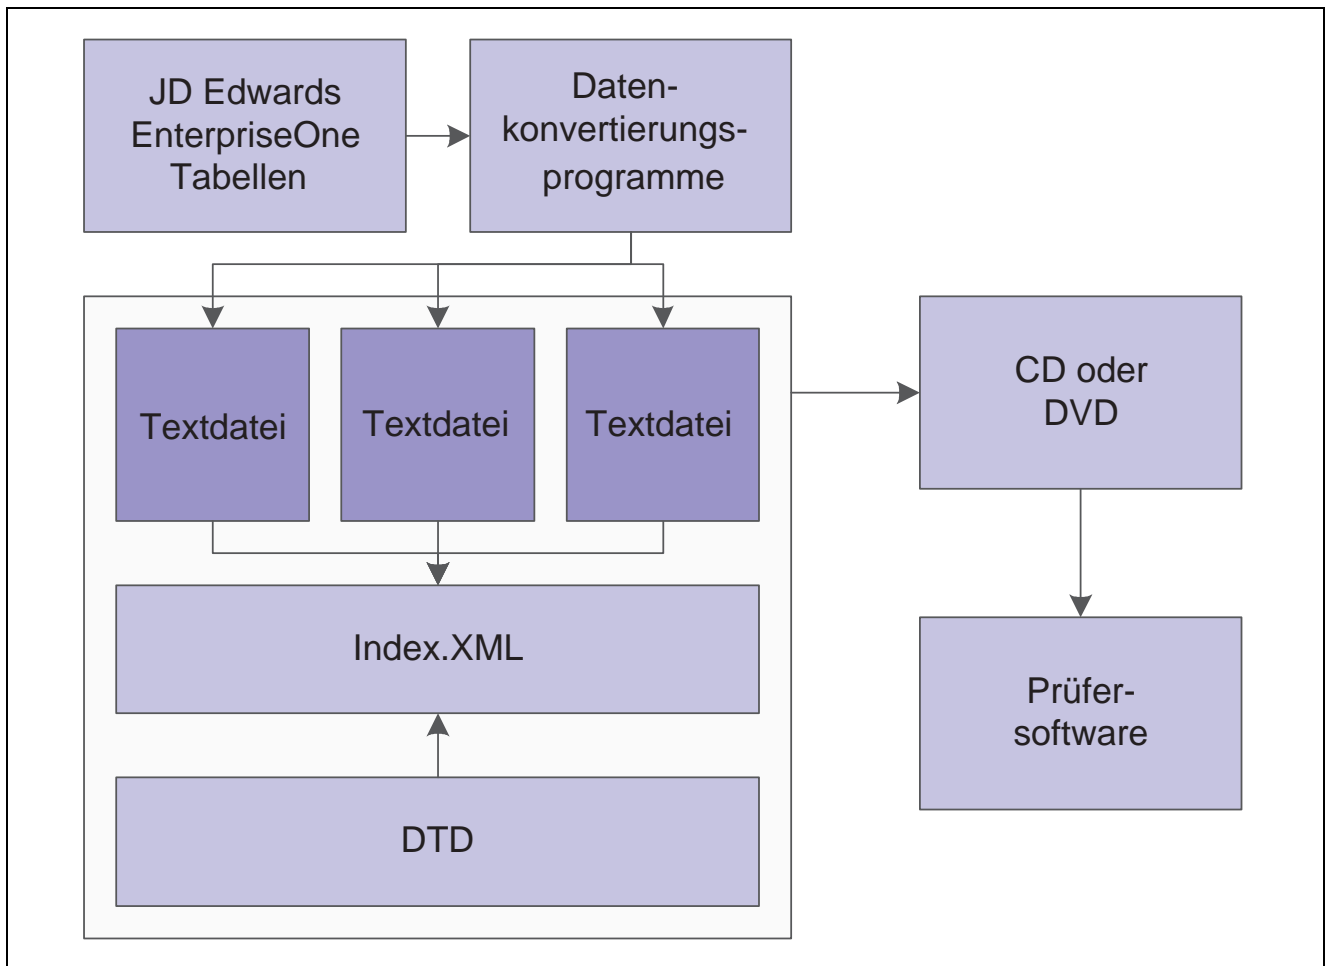 JD Edwards
EnterpriseOne
Tabellen
Daten-
konvertierungs-
programme
Textdatei
Textdatei
Textdatei
CD oder
DVD
Index.XML
Prüfer-
software
DTD